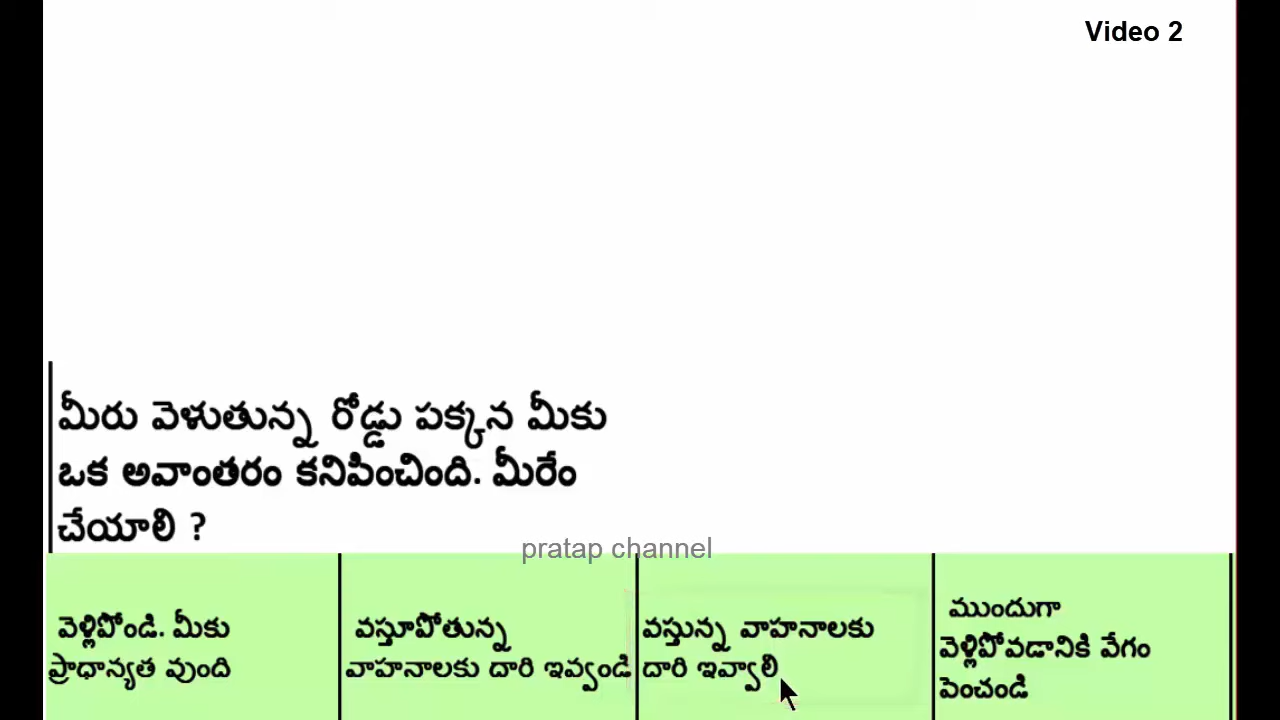 Video 2
మీరు వెళుతున్న రోడ్డు పక్కన మీకు
ఒక అవాంతరం కనిపించింది. మీరేం
చేయాలి ?
pratap channel
వెళ్లిపోండి. మీకు
ప్రాధాన్యత వుంది
వస్తూపోతున్న
వాహనాలకు దారి ఇవ్వండి
వస్తున్న వాహనాలకు
దారి ఇవ్వాలి
ముందుగా
వెళ్లిపోవడానికి వేగం
పెంచండి